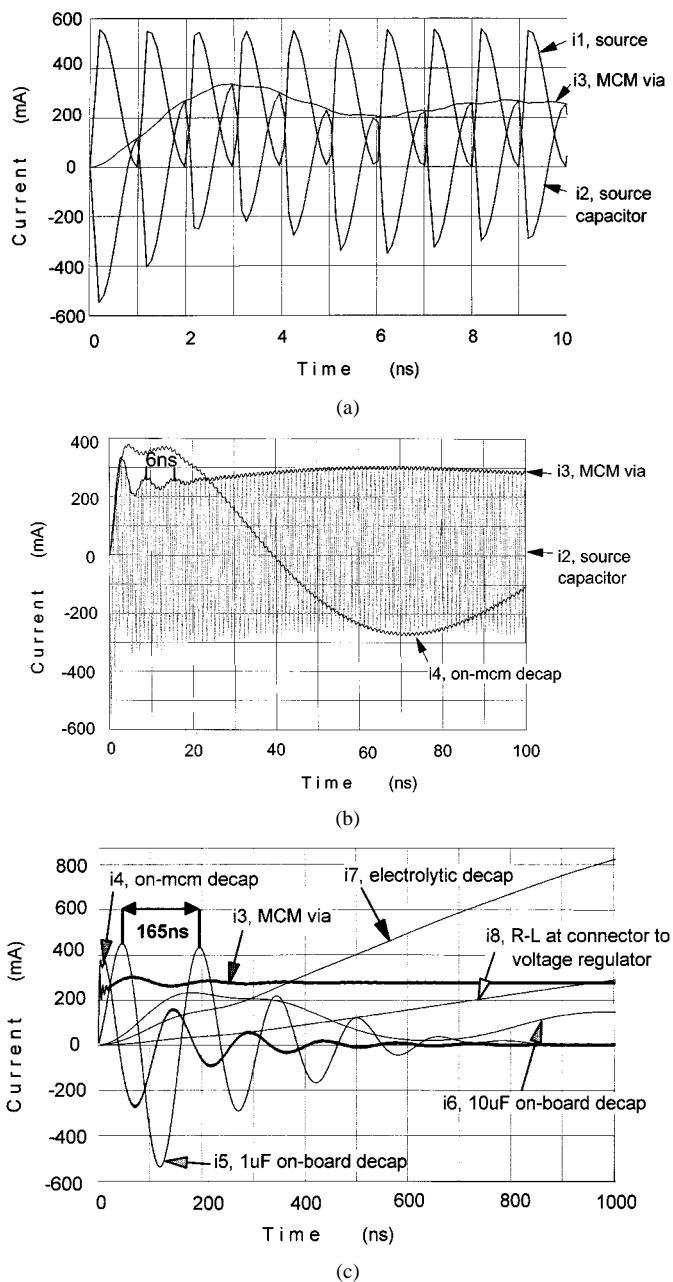 600
400
200
0
-200
-400
-600
Current (mA)
i1, source
i3, MCM via
i2, source
capacitor
0 2 4 6 8 10
Time (ns)
(a)
400
200
0
-200
-400
-600
Current (mA)
6ns
i3, MCM via
i2, source
capacitor
i4, on-mcm decap
0 20 40 60 80 100
Time (ns)
(b)
800
600
400
200
0
-200
-400
-600
Current (mA)
i4, on-mcm decap
i7, electrolytic decap
i3, MCM via
165ns
i8, R-L at connector to
voltage regulator
i6, 10uF on-board decap
i5, 1uF on-board decap
0 200 400 600 800 1000
Time (ns)
(c)